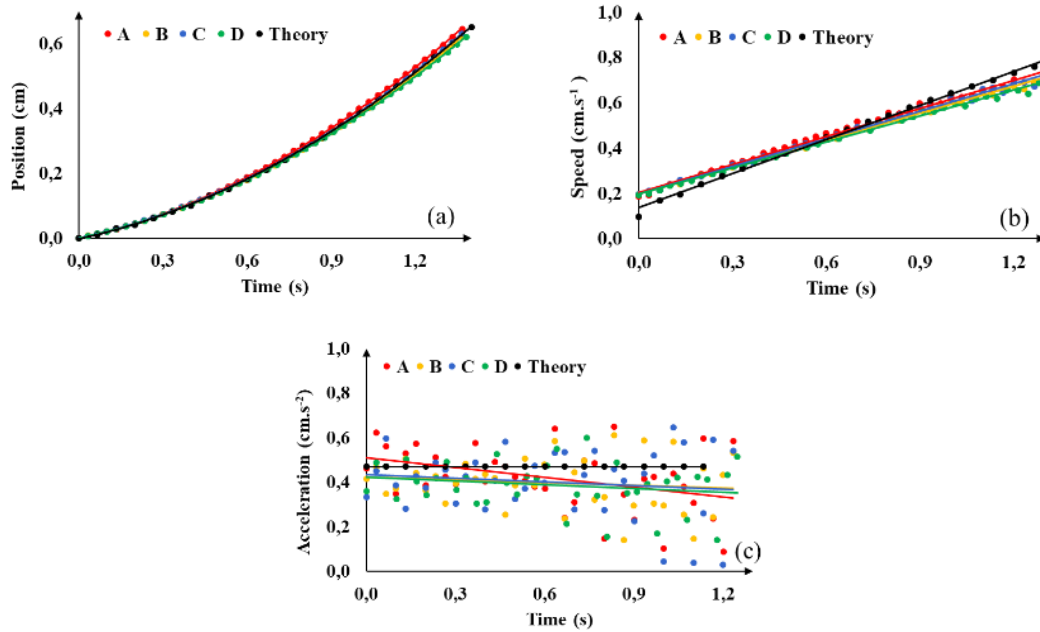 A B C D Theory
Position (cm)
0,6
0,4
0,2
0,0
0,0 0,3 0,6 0,9 1,2
Time (s)
(a)
1,0
A B C D Theory
Speed (cm.s⁻¹)
0,8
0,6
0,4
0,2
0,0
0,0 0,3 0,6 0,9 1,2
Time (s)
(b)
1,0
A B C D Theory
Acceleration (cm.s⁻²)
0,8
0,6
0,4
0,2
0,0
0,0 0,3 0,6 0,9 1,2
Time (s)
(c)